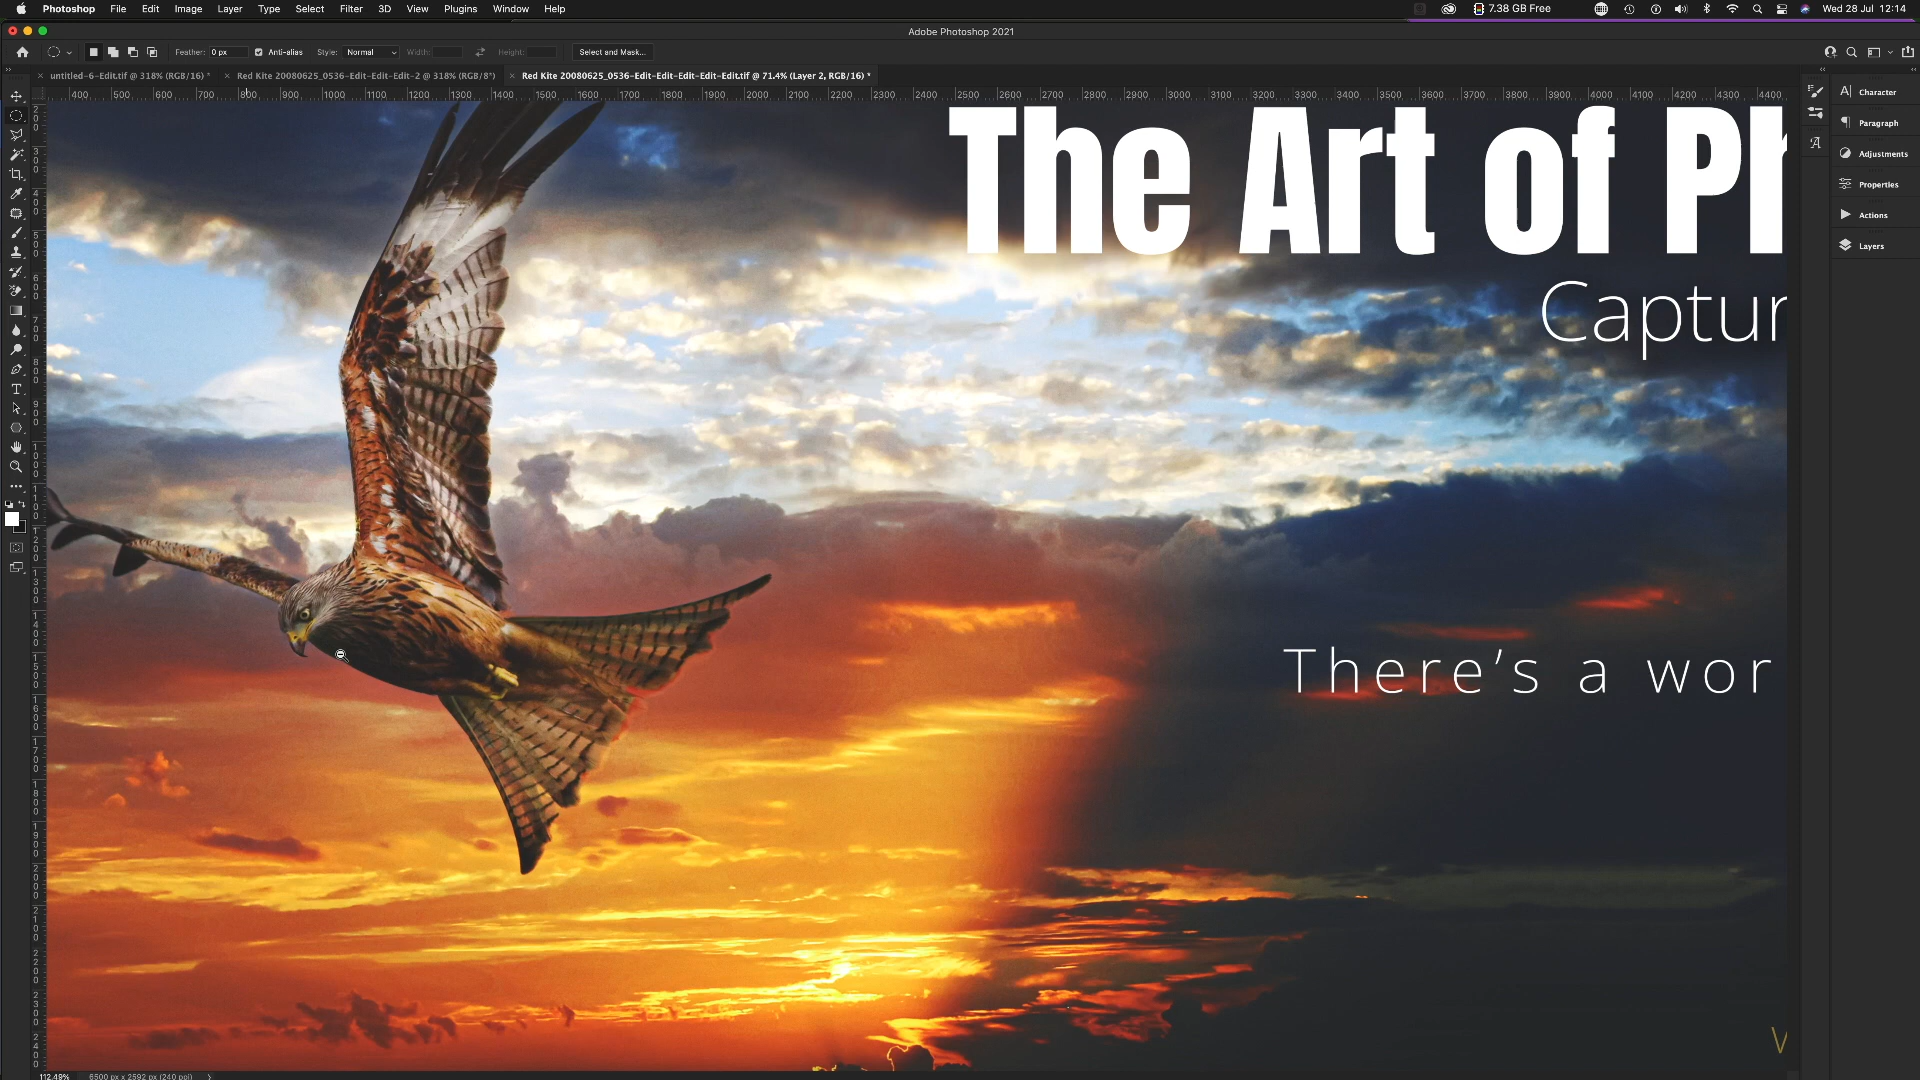 Photoshop File Edit Image Layer Type Select Filter 3D View Plugins Window Help 7.38 GB Free Wed 28 Jul 12:14
Adobe Photoshop 2021
Feather: 0 px Anti-alias Style: Normal Width: Height: Select and Mask...
untitled-6-Edit.tif @ 318% (RGB/16) * Red Kite 20080625_0536-Edit-Edit-Edit-2 @ 318% (RGB/8*) Red Kite 20080625_0536-Edit-Edit-Edit-Edit-Edit.tif @ 71.4% (Layer 2, RGB/16) *
400 500 600 700 800 900 1000 1100 1200 1300 1400 1500 1600 1700 1800 1900 2000 2100 2200 2300 2400 2500 2600 2700 2800 2900 3000 3100 3200 3300 3400 3500 3600 3700 3800 3900 4000 4100 4200 4300 4400
Character
Paragraph
Adjustments
Properties
Actions
Layers
The Art of Ph
Captur
There's a wor
V
112.49% 6500 px x 2592 px (240 ppi)